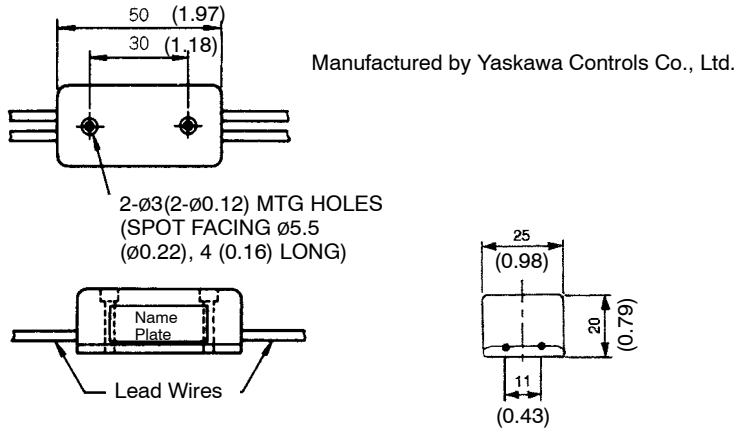 50 (1.97)
30 (1.18)
Manufactured by Yaskawa Controls Co., Ltd.
2-ø3(2-ø0.12) MTG HOLES
(SPOT FACING ø5.5
(ø0.22), 4 (0.16) LONG)
25
(0.98)
Name
Plate
20
(0.79)
Lead Wires
11
(0.43)